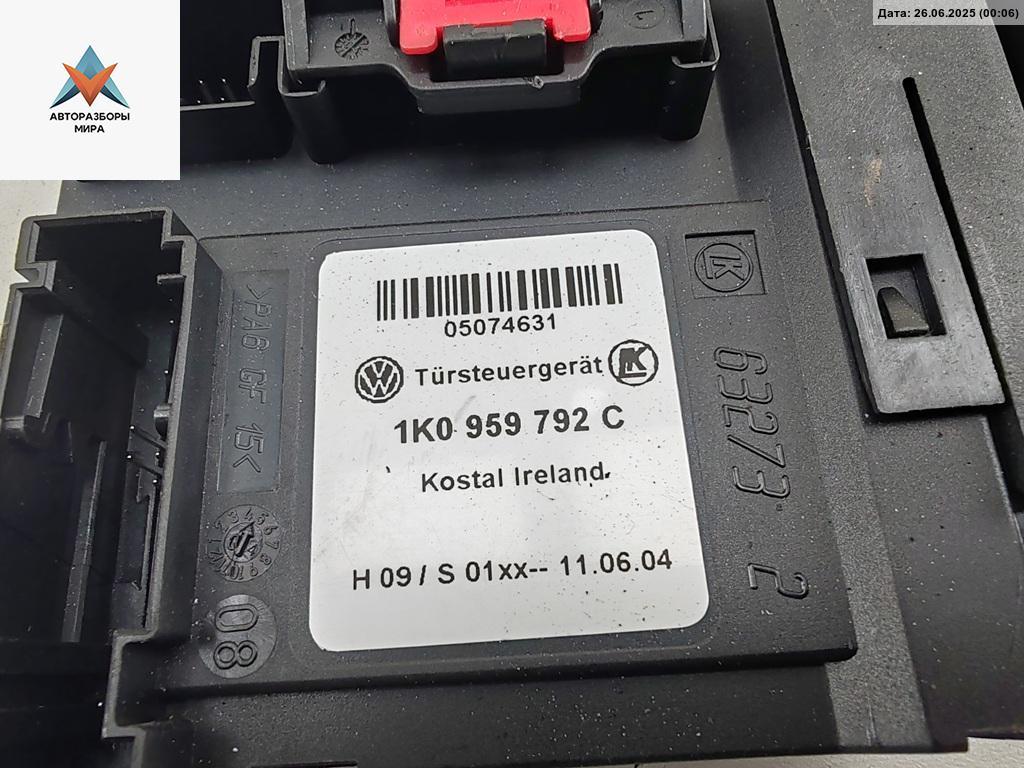 Дата: 26.06.2025 (00:06)
АВТОРАЗБОРЫ
МИРА
05074631
Türsteuergerät
1K0 959 792 C
Kostal Ireland
H 09 / S 01xx-- 11.06.04
>PA6 GF 15<
08
63273 2